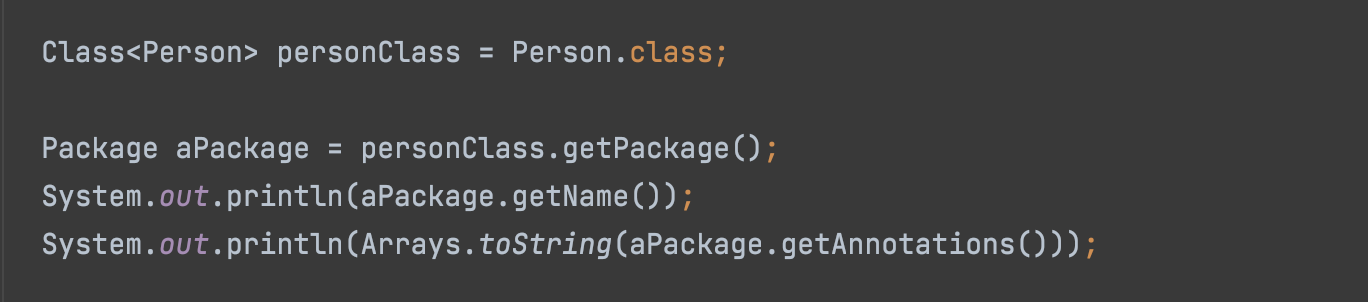 Class<Person> personClass = Person.class;
Package aPackage = personClass.getPackage();
System.out.println(aPackage.getName());
System.out.println(Arrays.toString(aPackage.getAnnotations()));